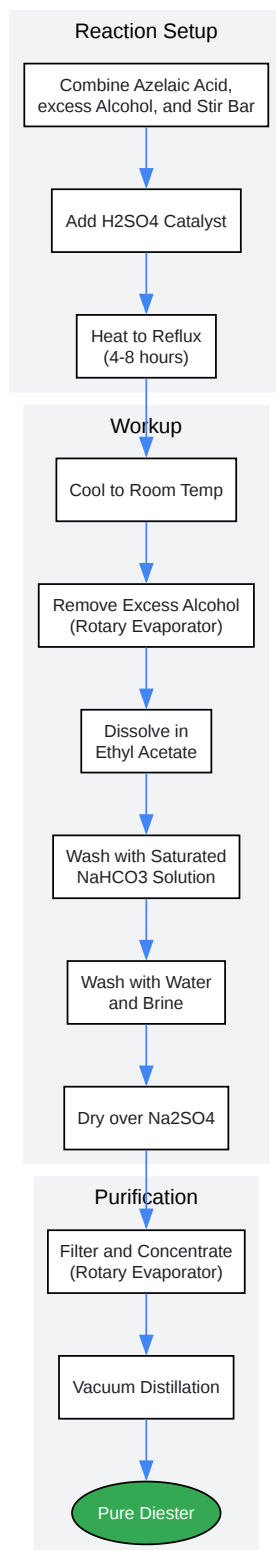 Reaction Setup
Combine Azelaic Acid,
excess Alcohol, and Stir Bar
Add H2SO4 Catalyst
Heat to Reflux
(4-8 hours)
Workup
Cool to Room Temp
Remove Excess Alcohol
(Rotary Evaporator)
Dissolve in
Ethyl Acetate
Wash with Saturated
NaHCO3 Solution
Wash with Water
and Brine
Dry over Na2SO4
Purification
Filter and Concentrate
(Rotary Evaporator)
Vacuum Distillation
Pure Diester